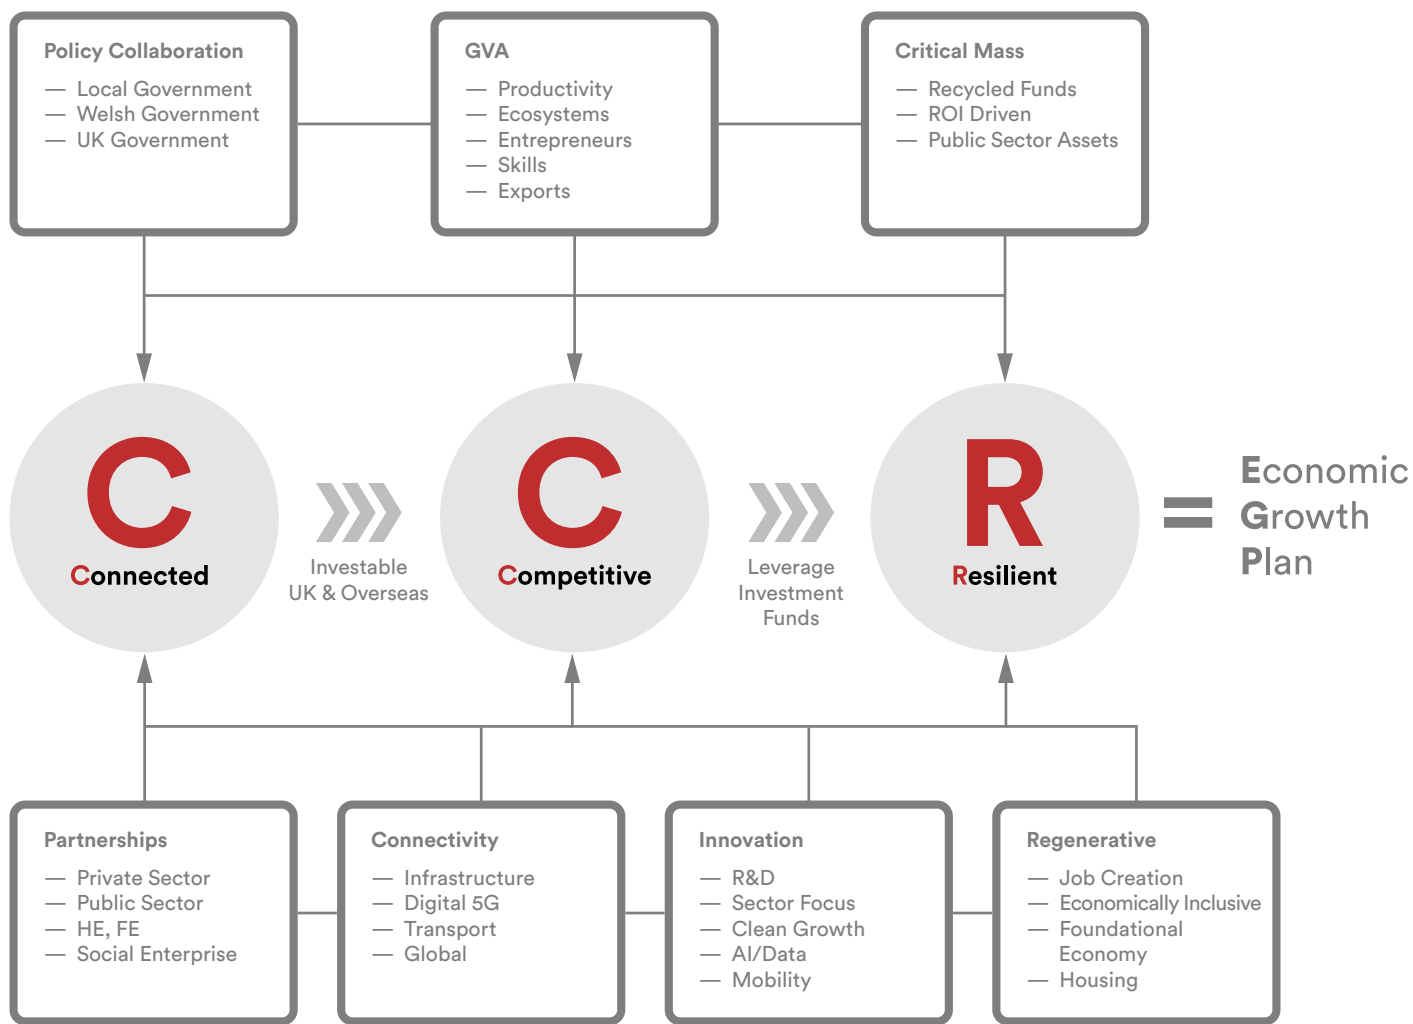 Policy Collaboration
— Local Government
— Welsh Government
— UK Government
GVA
— Productivity
— Ecosystems
— Entrepreneurs
— Skills
— Exports
Critical Mass
— Recycled Funds
— ROI Driven
— Public Sector Assets
C
Connected
Investable
UK & Overseas
C
Competitive
Leverage
Investment
Funds
R
Resilient
=
Economic
Growth
Plan
Partnerships
— Private Sector
— Public Sector
— HE, FE
— Social Enterprise
Connectivity
— Infrastructure
— Digital 5G
— Transport
— Global
Innovation
— R&D
— Sector Focus
— Clean Growth
— AI/Data
— Mobility
Regenerative
— Job Creation
— Economically Inclusive
— Foundational
Economy
— Housing